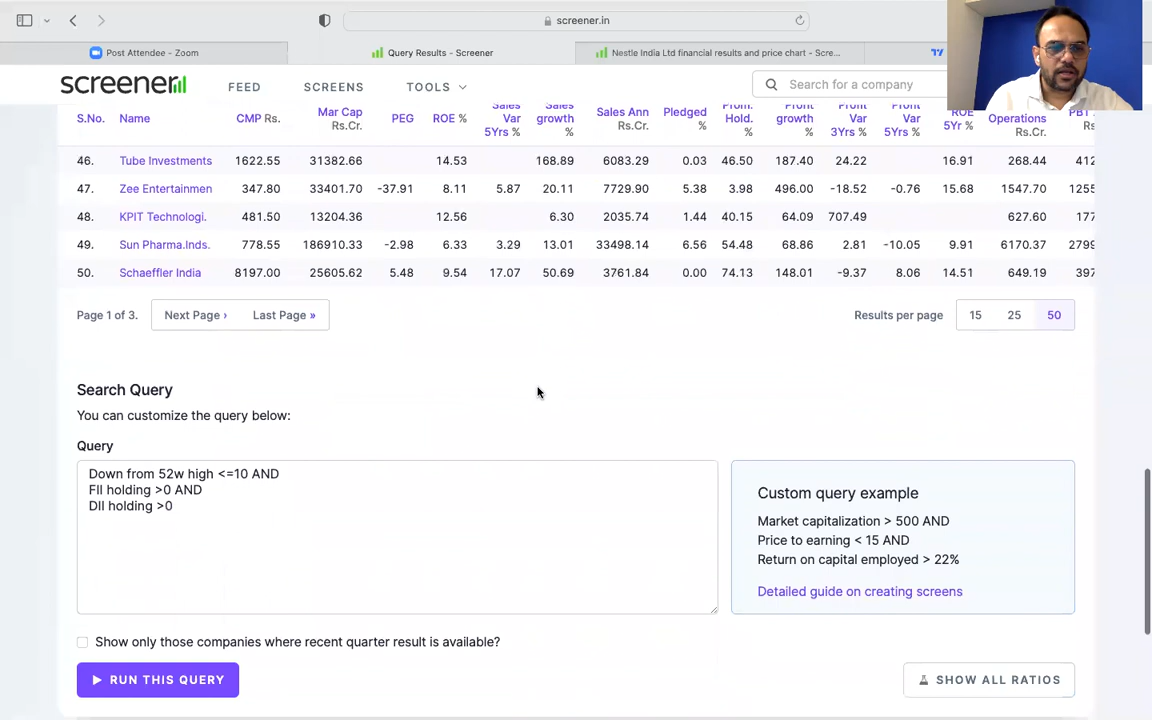 screener.in
Post Attendee - Zoom
Query Results - Screener
Nestle India Ltd financial results and price chart - Scre...
screener
FEED
SCREENS
TOOLS
Search for a company
S.No. Name CMP Rs. Mar Cap Rs.Cr. PEG ROE % Sales Var 5Yrs % Sales growth % Sales Ann Rs.Cr. Pledged % Prom. Hold. % Profit growth % Profit Var 3Yrs % Profit Var 5Yrs % ROE 5Yr % Operations Rs.Cr. PBT Rs
46. Tube Investments 1622.55 31382.66 14.53 168.89 6083.29 0.03 46.50 187.40 24.22 16.91 268.44 412
47. Zee Entertainmen 347.80 33401.70 -37.91 8.11 5.87 20.11 7729.90 5.38 3.98 496.00 -18.52 -0.76 15.68 1547.70 1255
48. KPIT Technologi. 481.50 13204.36 12.56 6.30 2035.74 1.44 40.15 64.09 707.49 627.60 177
49. Sun Pharma.Inds. 778.55 186910.33 -2.98 6.33 3.29 13.01 33498.14 6.56 54.48 68.86 2.81 -10.05 9.91 6170.37 2799
50. Schaeffler India 8197.00 25605.62 5.48 9.54 17.07 50.69 3761.84 0.00 74.13 148.01 -9.37 8.06 14.51 649.19 397
Page 1 of 3. Next Page › Last Page » Results per page 15 25 50
Search Query
You can customize the query below:
Query
Down from 52w high <=10 AND
FII holding >0 AND
DII holding >0
Custom query example
Market capitalization > 500 AND
Price to earning < 15 AND
Return on capital employed > 22%
Detailed guide on creating screens
Show only those companies where recent quarter result is available?
RUN THIS QUERY
SHOW ALL RATIOS